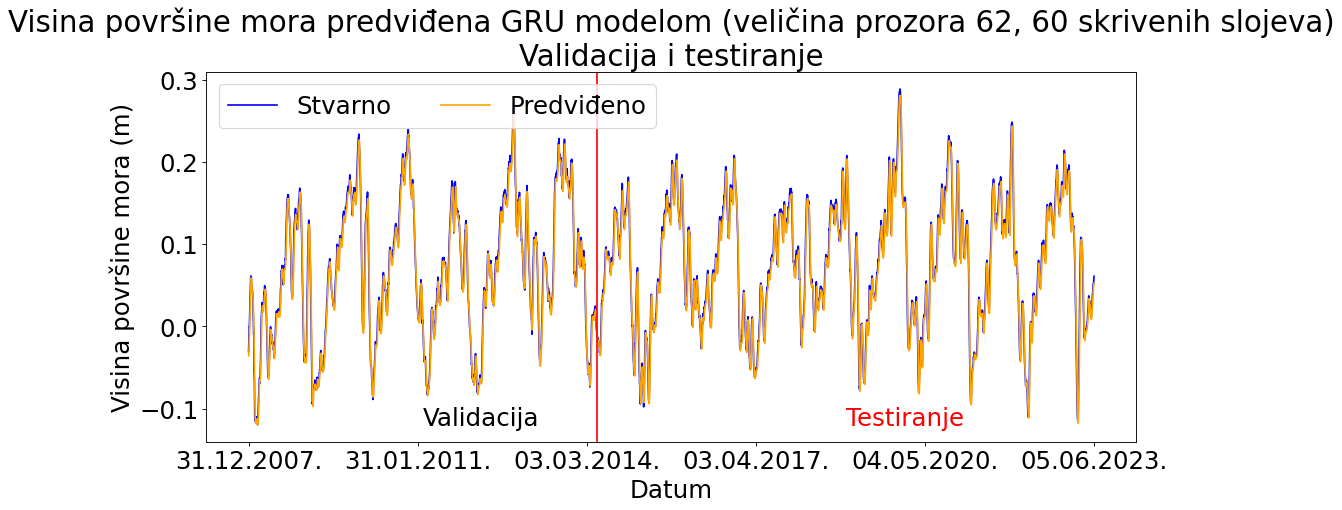 Visina površine mora predviđena GRU modelom (veličina prozora 62, 60 skrivenih slojeva)
Validacija i testiranje
Stvarno Predviđeno
Visina površine mora (m)
0.3
0.2
0.1
0.0
−0.1
Validacija Testiranje
31.12.2007. 31.01.2011. 03.03.2014. 03.04.2017. 04.05.2020. 05.06.2023.
Datum